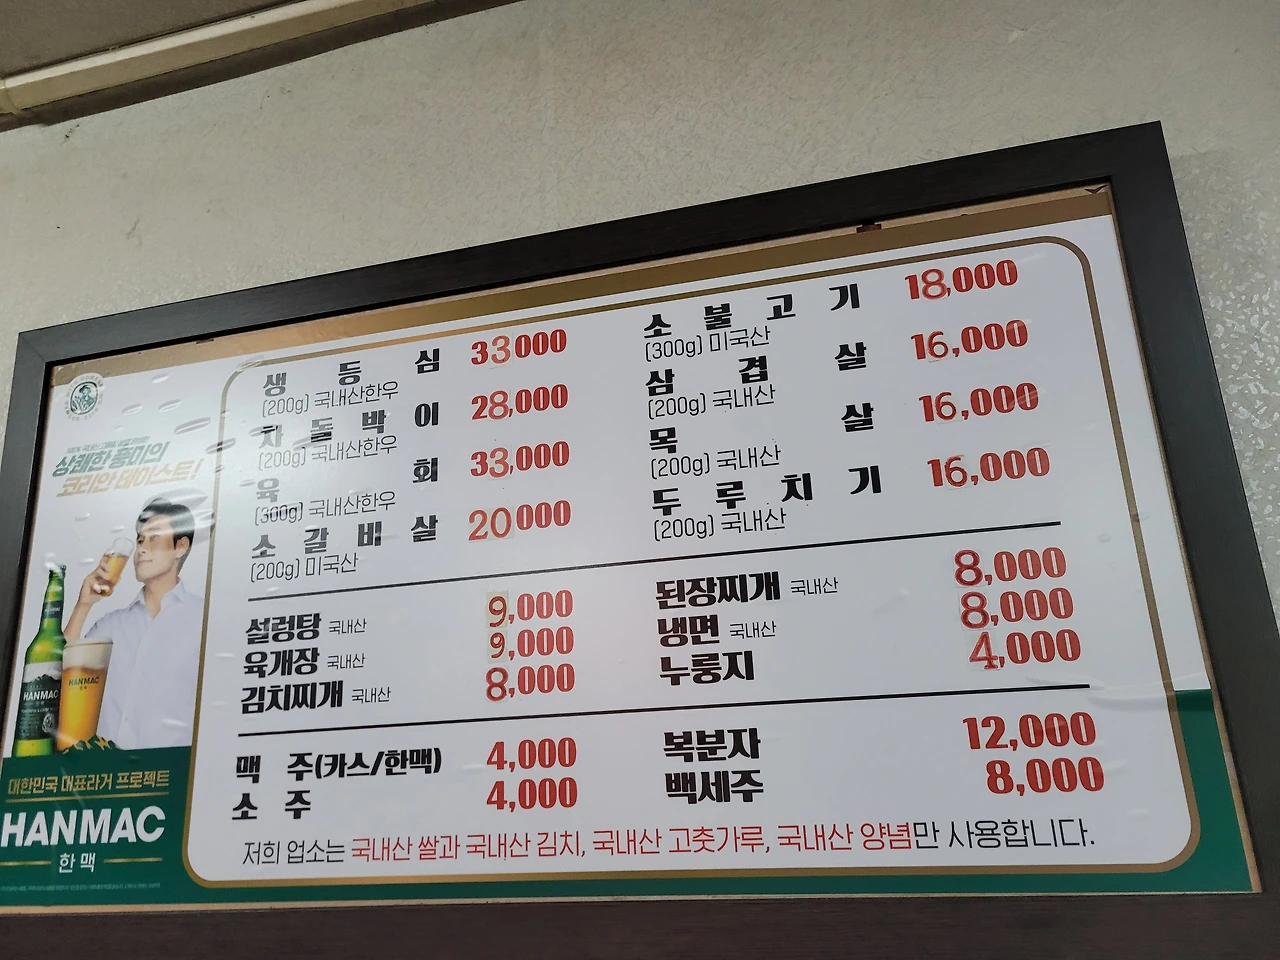 상쾌한 풍미의
코리안 테이스트!
HANMAC
HANMAC
대한민국 대표라거 프로젝트
HANMAC
한맥
생등심 33000
(200g) 국내산한우
차돌박이 28,000
(200g) 국내산한우
육회 33,000
(300g) 국내산한우
소갈비살 20000
(200g) 미국산
소불고기 18,000
(300g) 미국산
삼겹살 16,000
(200g) 국내산
목살 16,000
(200g) 국내산
두루치기 16,000
(200g) 국내산
설렁탕 국내산 9,000
육개장 국내산 9,000
김치찌개 국내산 8,000
된장찌개 국내산 8,000
냉면 국내산 8,000
누룽지 4,000
맥주(카스/한맥) 4,000
소주 4,000
복분자 12,000
백세주 8,000
저희 업소는 국내산 쌀과 국내산 김치, 국내산 고춧가루, 국내산 양념만 사용합니다.